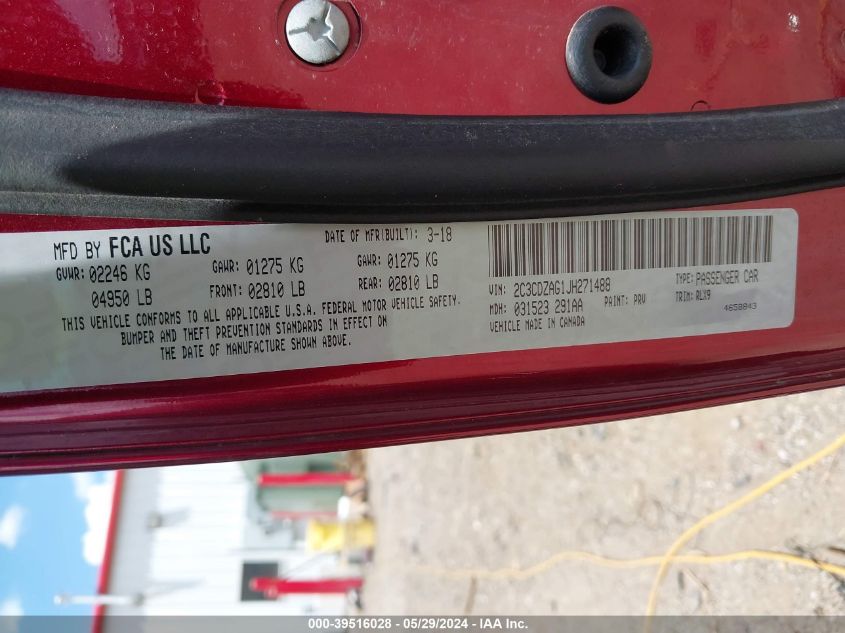 MFD BY FCA US LLC
DATE OF MFR(BUILT): 3-18
GVWR: 02246 KG
GAWR: 01275 KG
GAWR: 01275 KG
04950 LB
FRONT: 02810 LB
REAR: 02810 LB
THIS VEHICLE CONFORMS TO ALL APPLICABLE U.S.A. FEDERAL MOTOR VEHICLE SAFETY,
BUMPER AND THEFT PREVENTION STANDARDS IN EFFECT ON
THE DATE OF MANUFACTURE SHOWN ABOVE.
VIN: 2C3CDZAG1JH271488
TYPE: PASSENGER CAR
MDH: 031523 291AA
PAINT: PRV
TRIM: RLX9
VEHICLE MADE IN CANADA
4658843
000-39516028 — 05/29/2024 — IAA Inc.